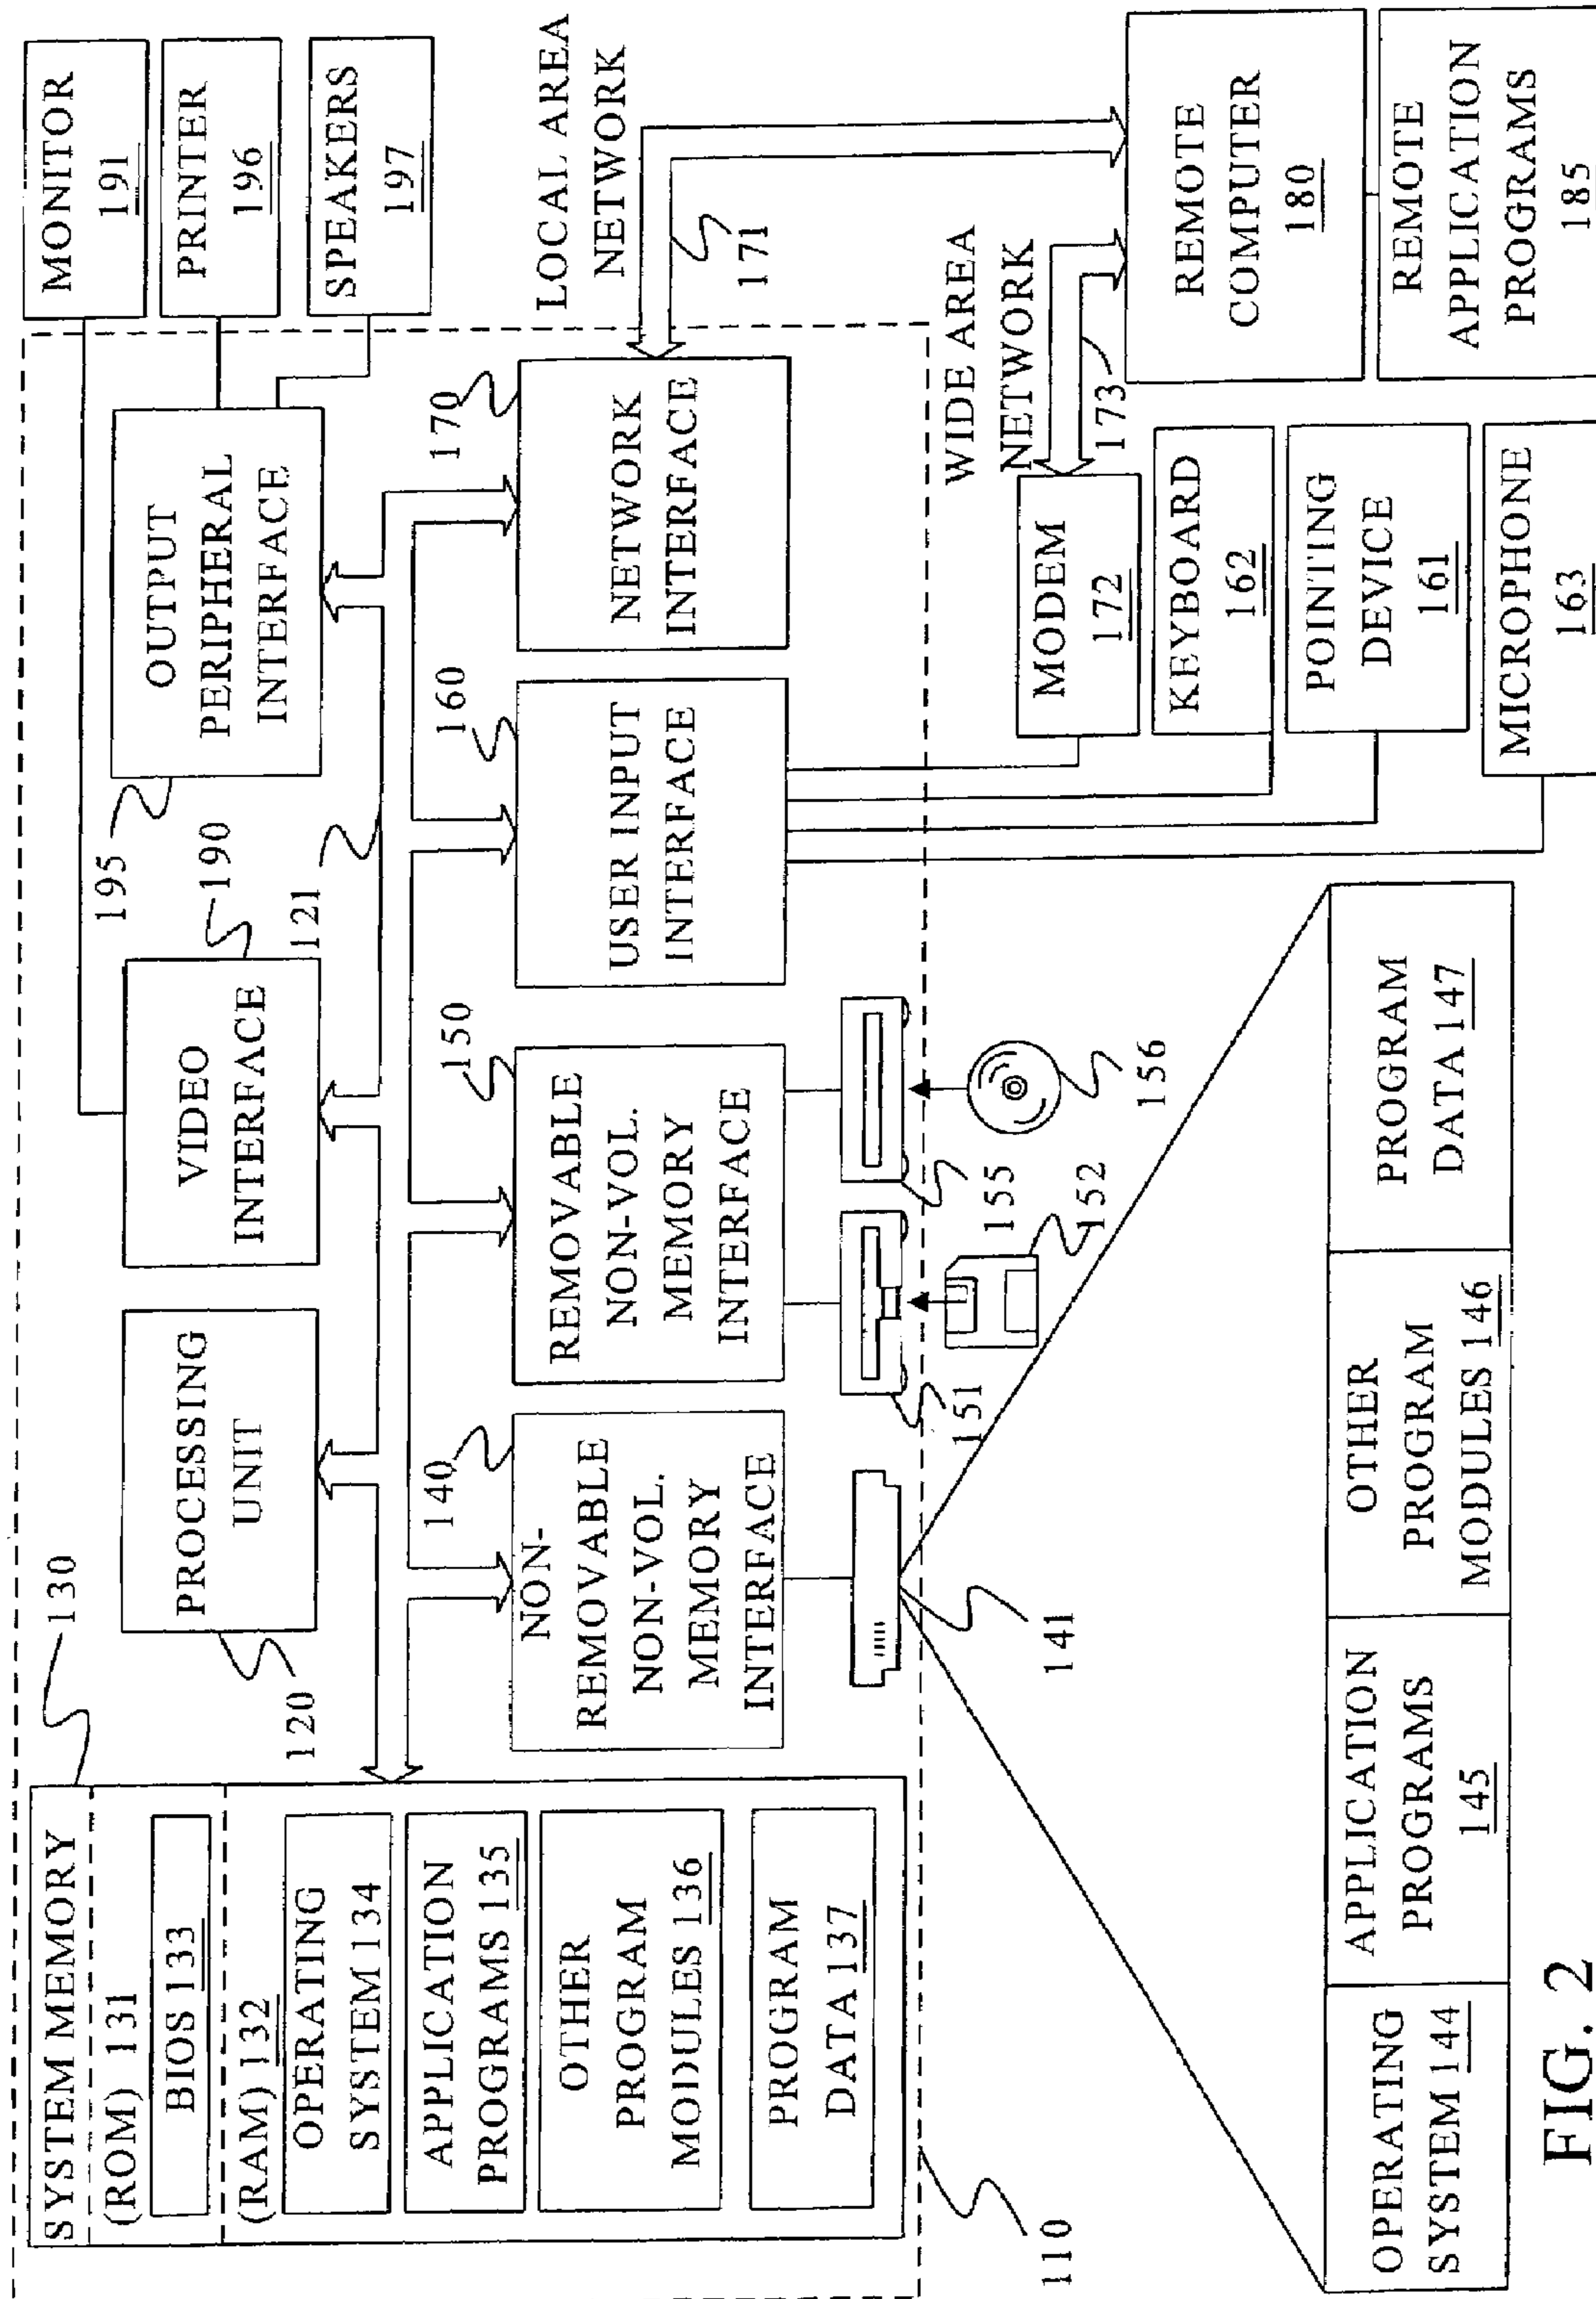 SYSTEM MEMORY
(ROM) 131
BIOS 133
(RAM) 132
OPERATING
SYSTEM 134
APPLICATION
PROGRAMS 135
OTHER
PROGRAM
MODULES 136
PROGRAM
DATA 137
130
PROCESSING
UNIT
120
VIDEO
INTERFACE
190
121
OUTPUT
PERIPHERAL
INTERFACE
195
MONITOR
191
PRINTER
196
SPEAKERS
197
NON-
REMOVABLE
NON-VOL.
MEMORY
INTERFACE
140
REMOVABLE
NON-VOL.
MEMORY
INTERFACE
150
USER INPUT
INTERFACE
160
NETWORK
INTERFACE
170
LOCAL AREA
NETWORK
171
141
151
152
155
156
WIDE AREA
NETWORK
173
MODEM
172
KEYBOARD
162
POINTING
DEVICE
161
MICROPHONE
163
REMOTE
COMPUTER
180
REMOTE
APPLICATION
PROGRAMS
185
110
OPERATING
SYSTEM 144
APPLICATION
PROGRAMS
145
OTHER
PROGRAM
MODULES 146
PROGRAM
DATA 147
FIG. 2